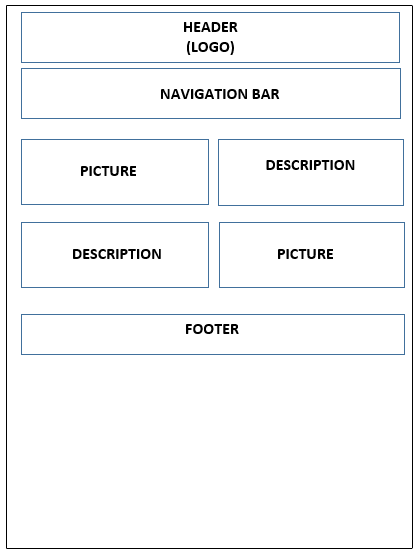 HEADER
(LOGO)
NAVIGATION BAR
PICTURE
DESCRIPTION
DESCRIPTION
PICTURE
FOOTER